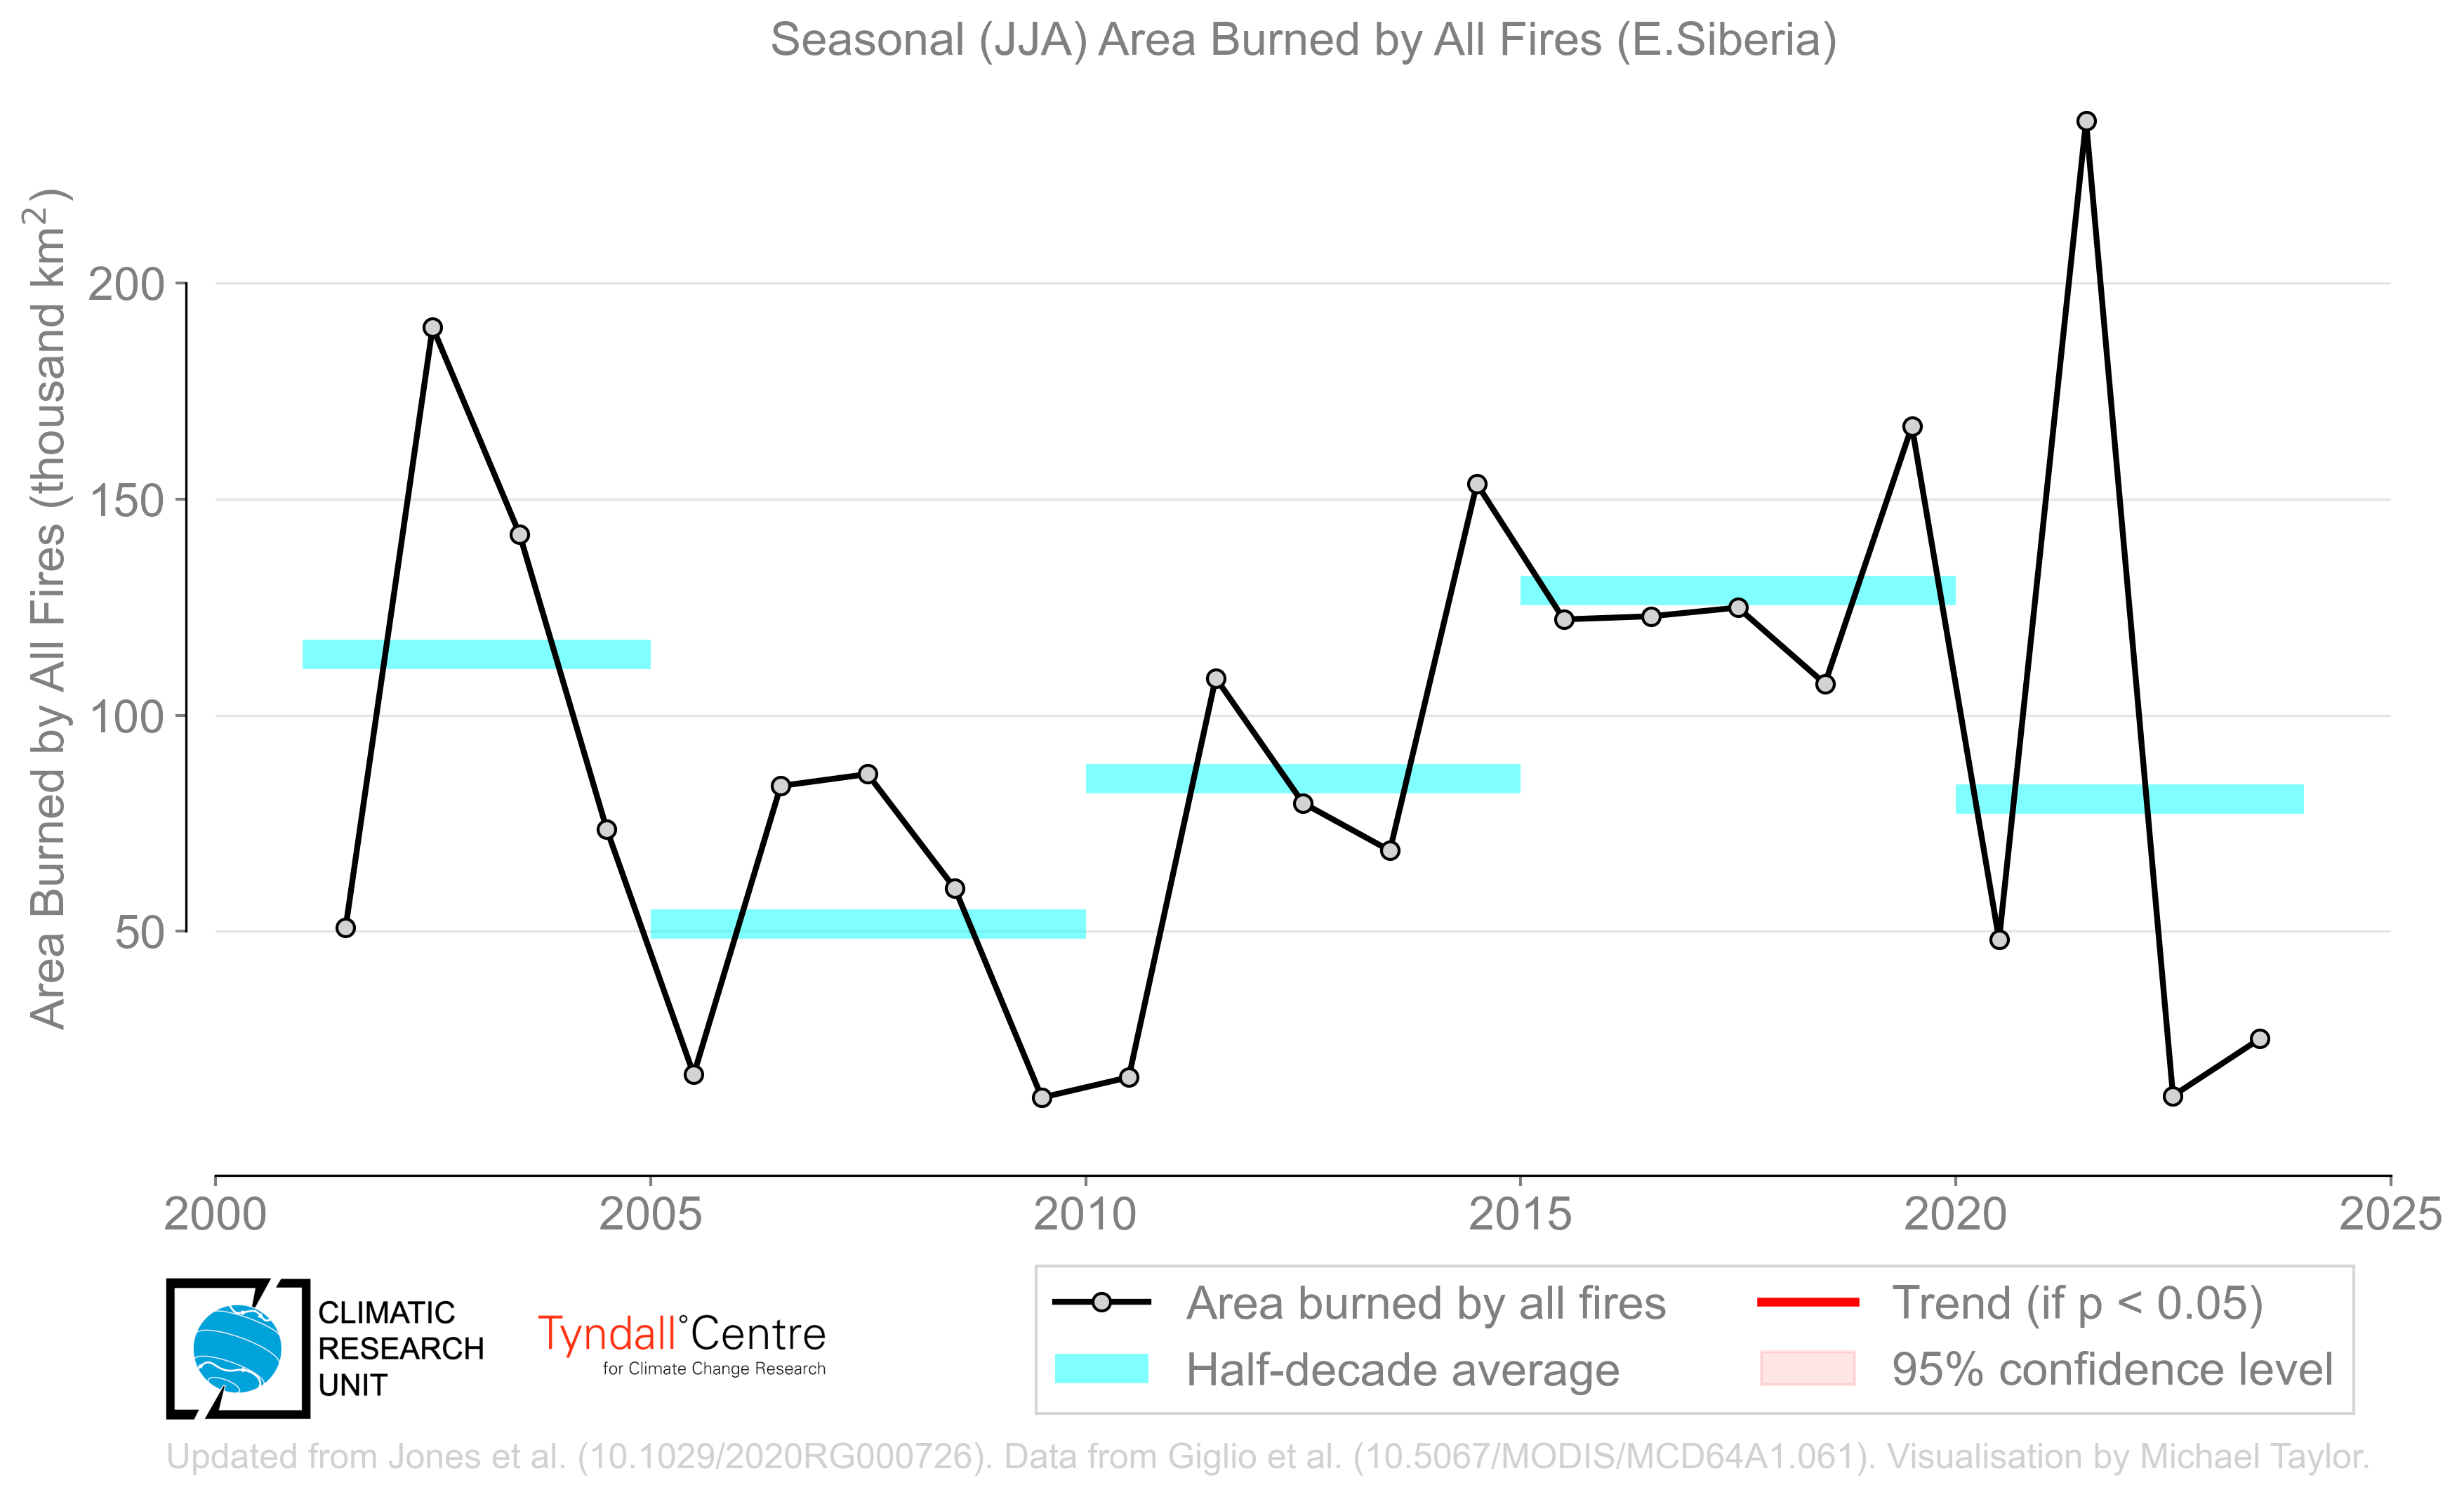 Seasonal (JJA) Area Burned by All Fires (E.Siberia)
Area Burned by All Fires (thousand km²)
200
150
100
50
2000
2005
2010
2015
2020
2025
CLIMATIC
RESEARCH
UNIT
Tyndall°Centre
for Climate Change Research
Area burned by all fires
Half-decade average
Trend (if p < 0.05)
95% confidence level
Updated from Jones et al. (10.1029/2020RG000726). Data from Giglio et al. (10.5067/MODIS/MCD64A1.061). Visualisation by Michael Taylor.